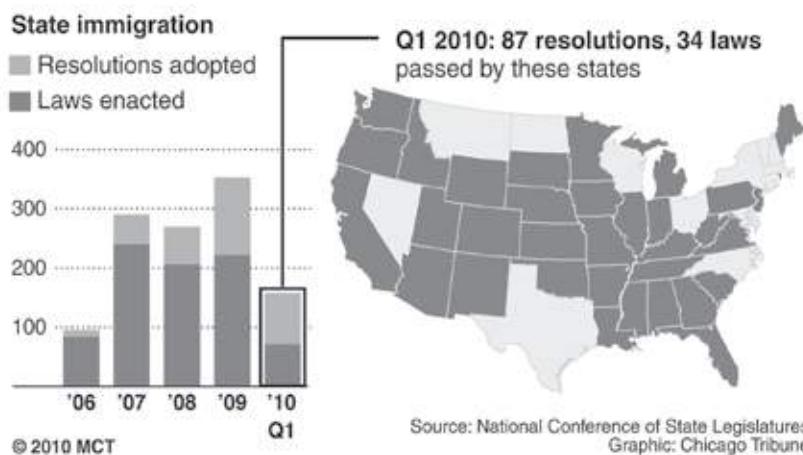 State immigration
Resolutions adopted
Laws enacted
400
300
200
100
'06 '07 '08 '09 '10
Q1
© 2010 MCT
Q1 2010: 87 resolutions, 34 laws
passed by these states
Source: National Conference of State Legislatures
Graphic: Chicago Tribune